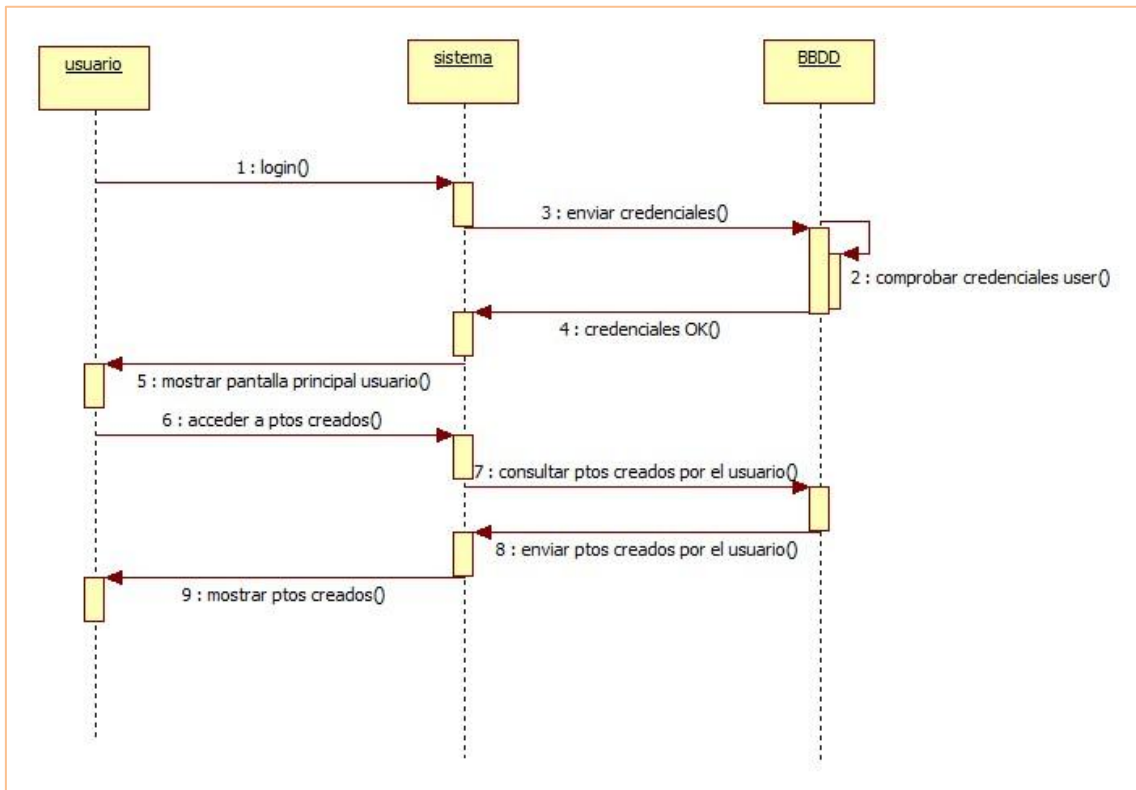 usuario
sistema
BBDD
1 : login()
3 : enviar credenciales()
2 : comprobar credenciales user()
4 : credenciales OK()
5 : mostrar pantalla principal usuario()
6 : acceder a ptos creados()
7 : consultar ptos creados por el usuario()
8 : enviar ptos creados por el usuario()
9 : mostrar ptos creados()